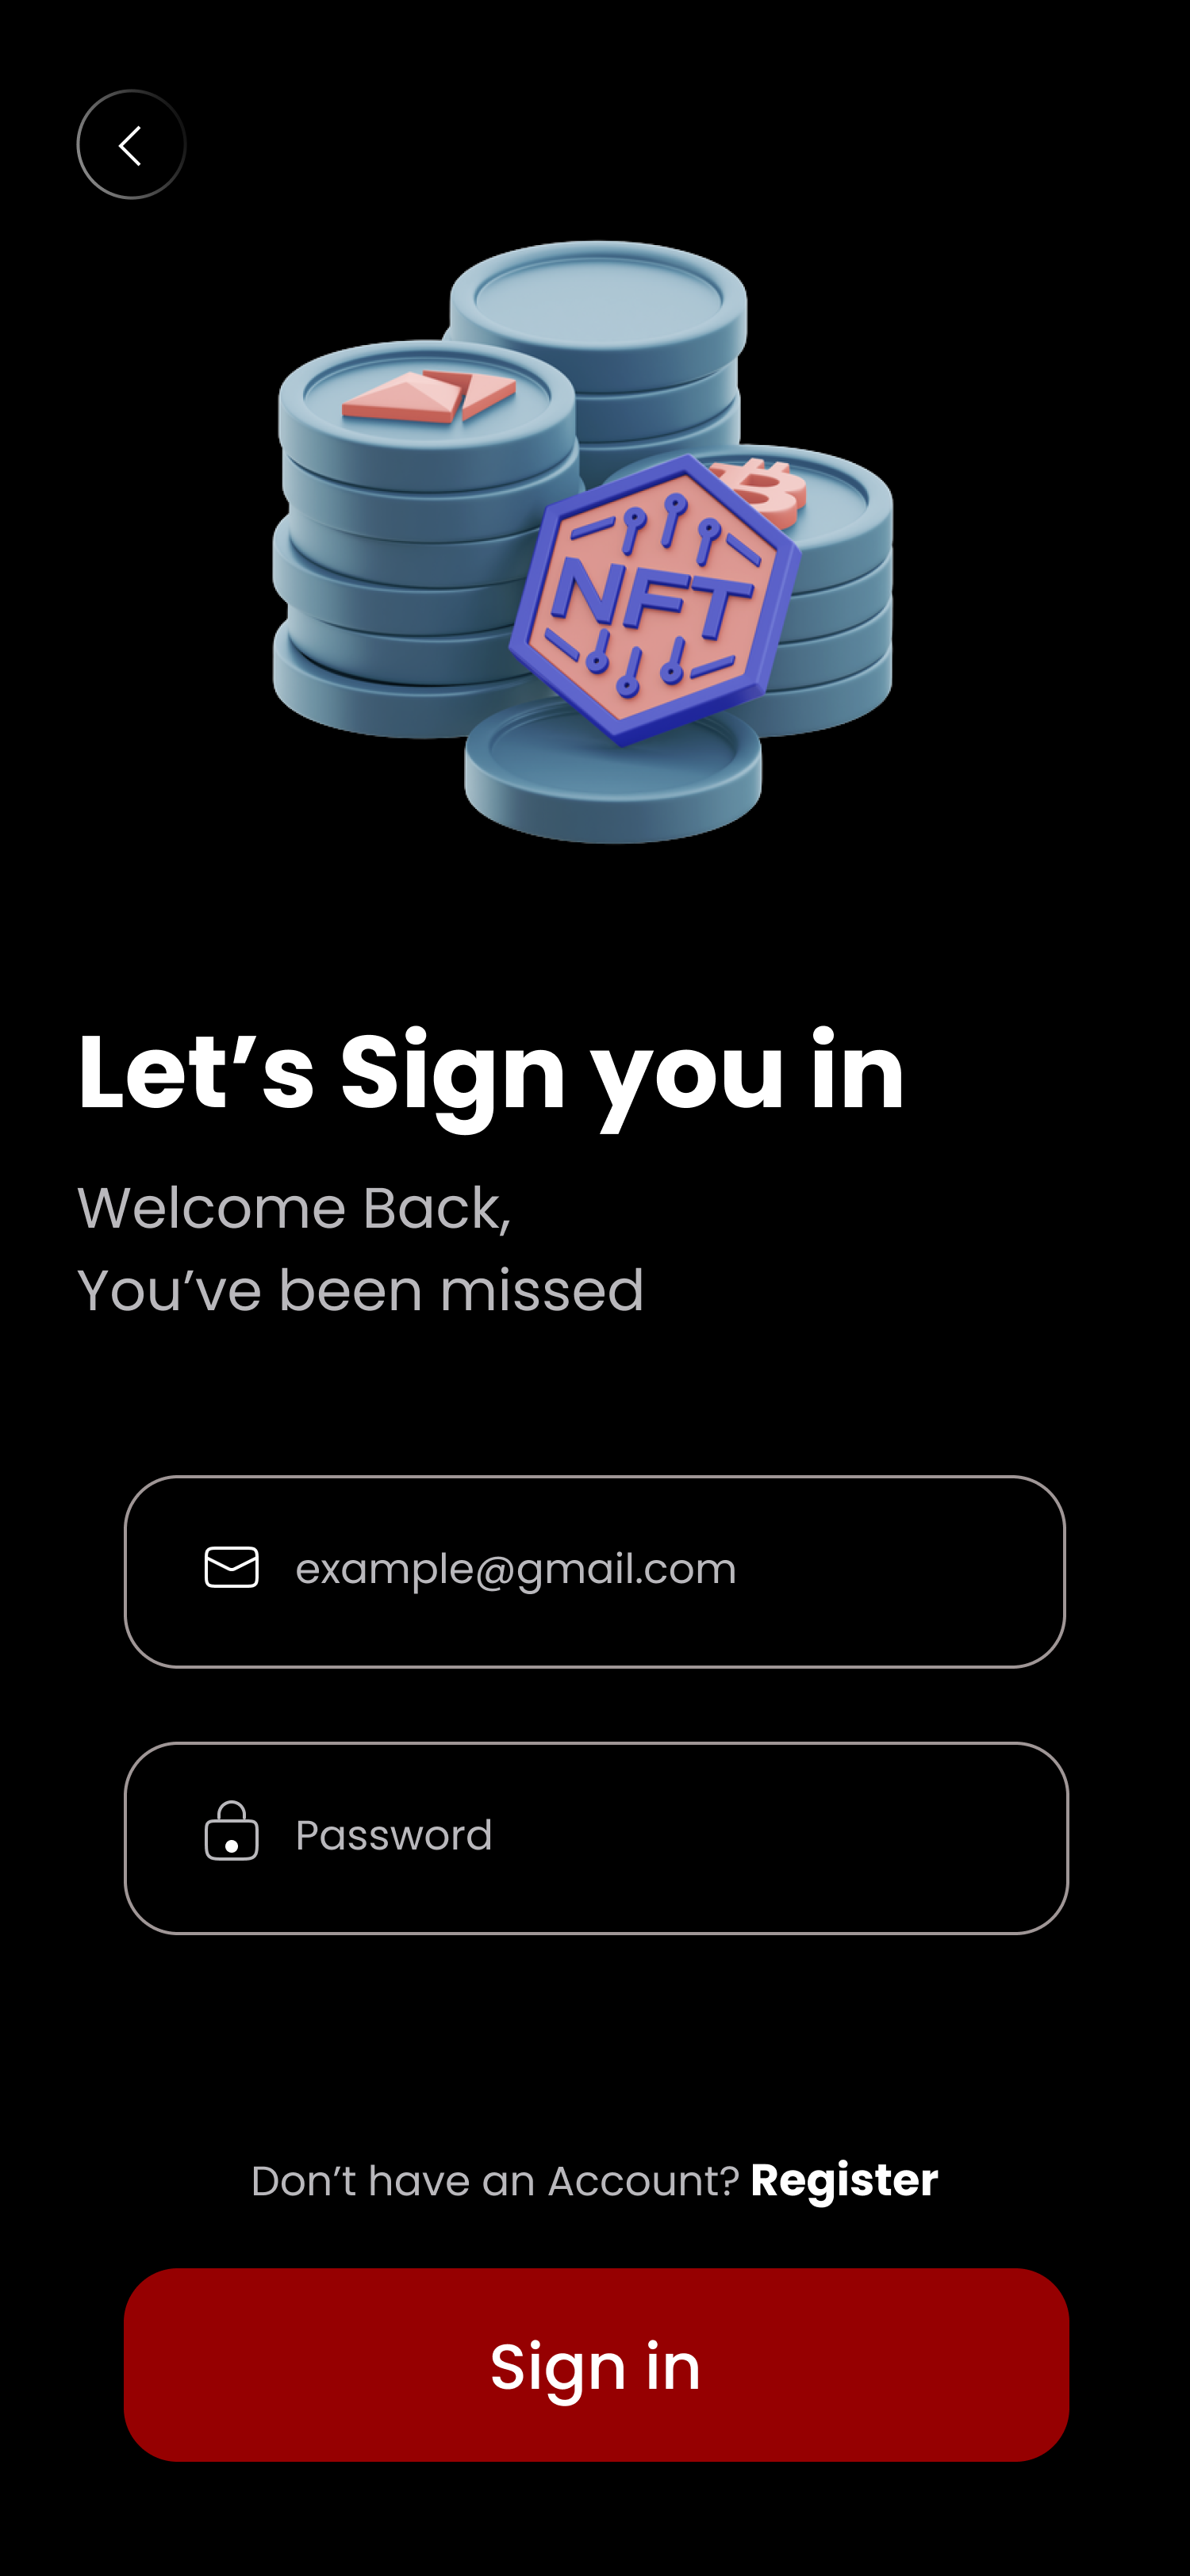 NFT
Let’s Sign you in
Welcome Back,
You’ve been missed
example@gmail.com
Password
Don’t have an Account? Register
Sign in